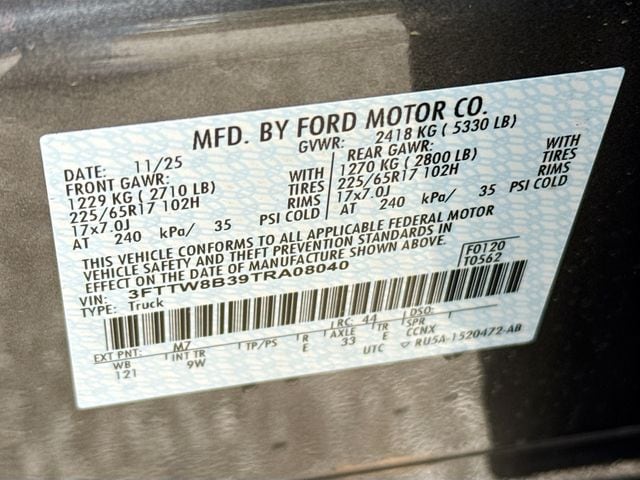 MFD. BY FORD MOTOR CO.
DATE: 11/25 GVWR: 2418 KG ( 5330 LB)
FRONT GAWR: WITH REAR GAWR: WITH
1229 KG ( 2710 LB) TIRES 1270 KG ( 2800 LB) TIRES
225/65R17 102H RIMS 225/65R17 102H RIMS
17x7.0J 17x7.0J
AT 240 kPa/ 35 PSI COLD AT 240 kPa/ 35 PSI COLD
THIS VEHICLE CONFORMS TO ALL APPLICABLE FEDERAL MOTOR
VEHICLE SAFETY AND THEFT PREVENTION STANDARDS IN
EFFECT ON THE DATE OF MANUFACTURE SHOWN ABOVE.
VIN: 3FTTW8B39TRA08040 F0120
TYPE: Truck T0562
EXT PNT: M7 RC: 44 DSO:
WB INT TR TP/PS R AXLE TR SPR
121 9W E 33 E CCNX
UTC RU5A-1520472-AB